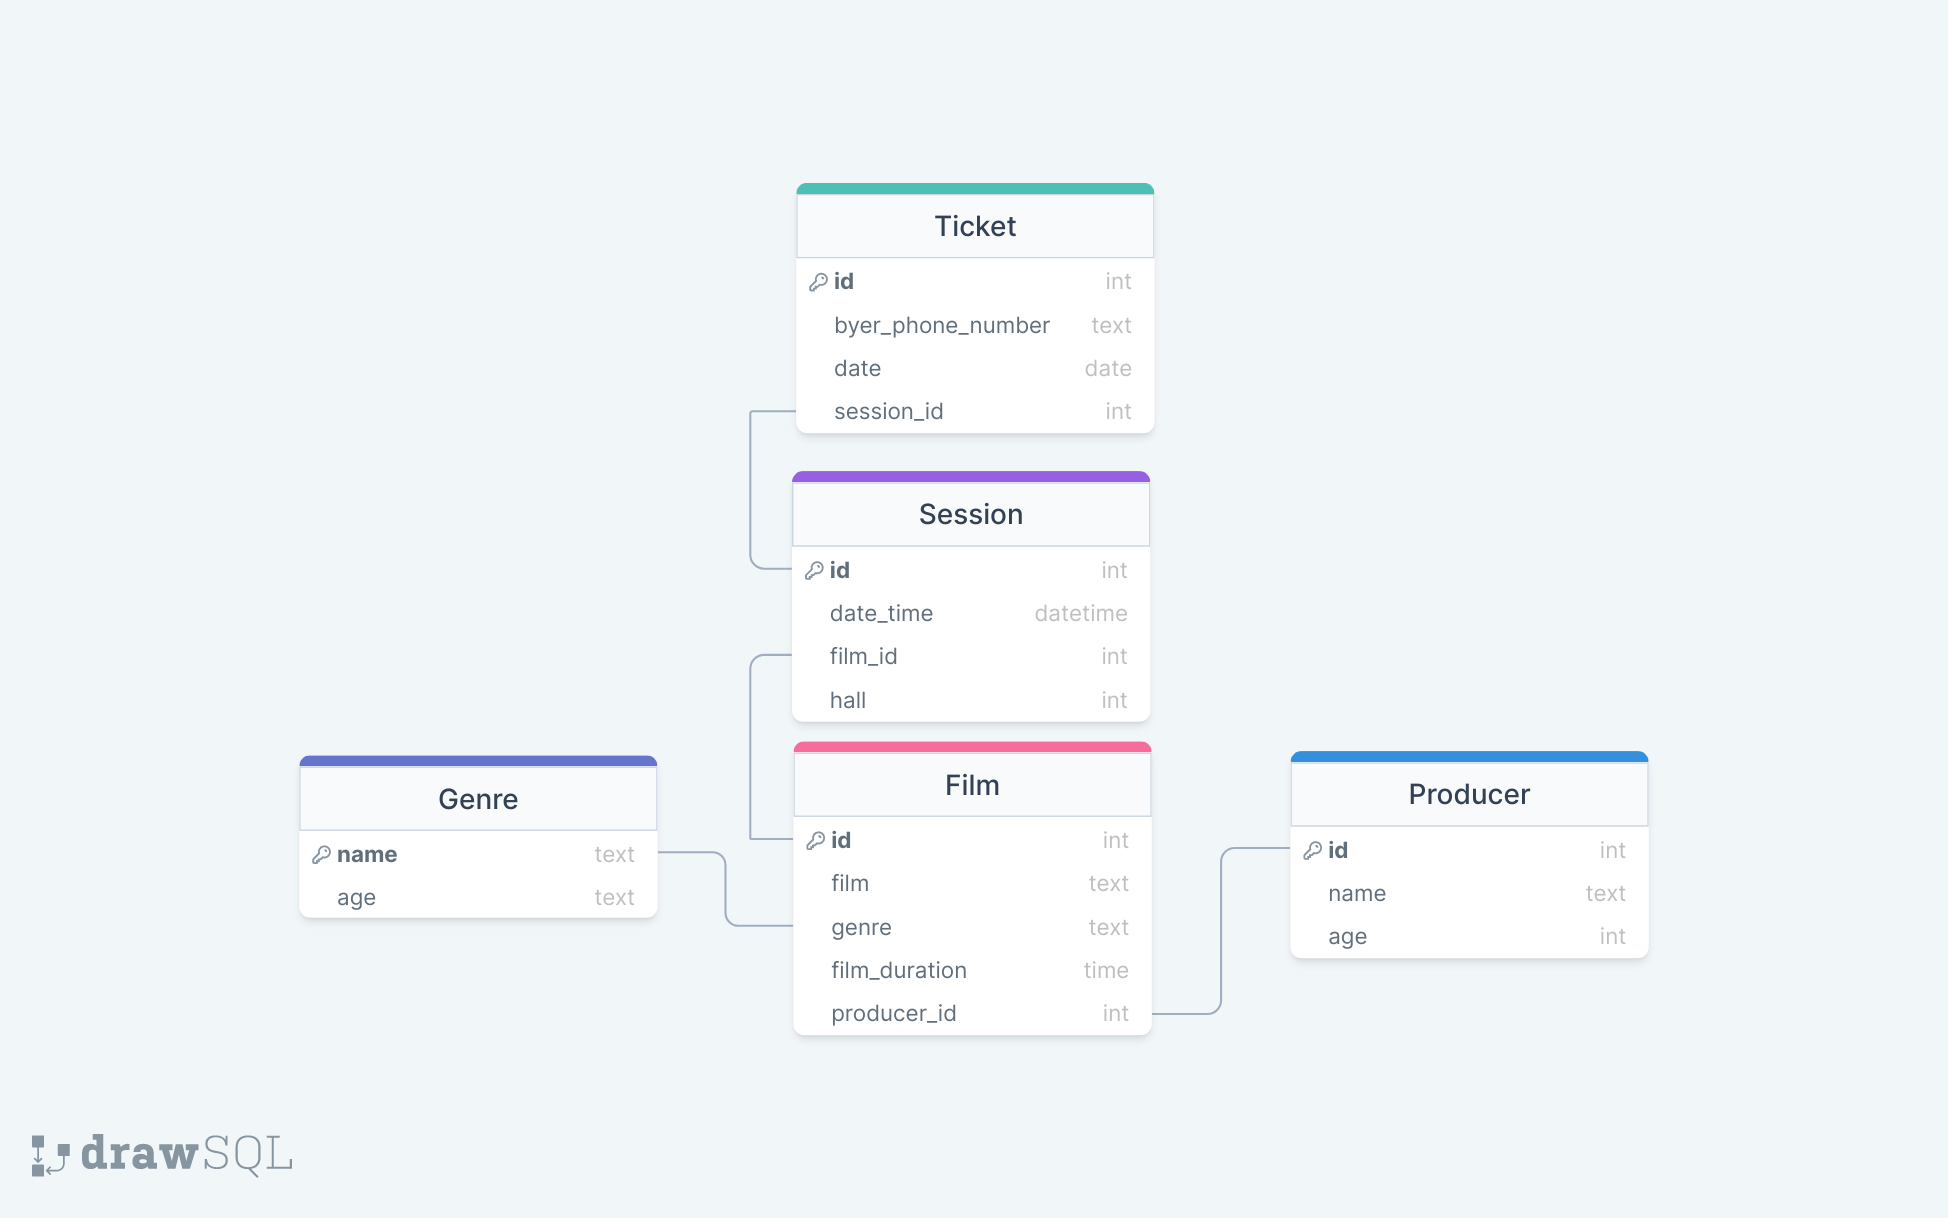 Ticket
id int
byer_phone_number text
date date
session_id int
Session
id int
date_time datetime
film_id int
hall int
Genre
name text
age text
Film
id int
film text
genre text
film_duration time
producer_id int
Producer
id int
name text
age int
drawSQL